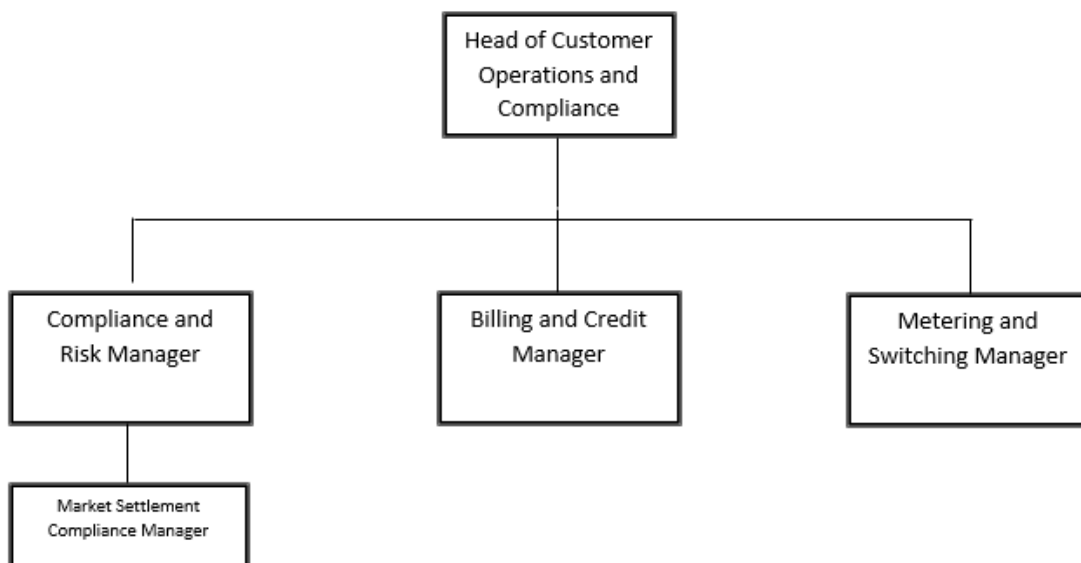 Head of Customer
Operations and
Compliance
Compliance and
Risk Manager
Billing and Credit
Manager
Metering and
Switching Manager
Market Settlement
Compliance Manager